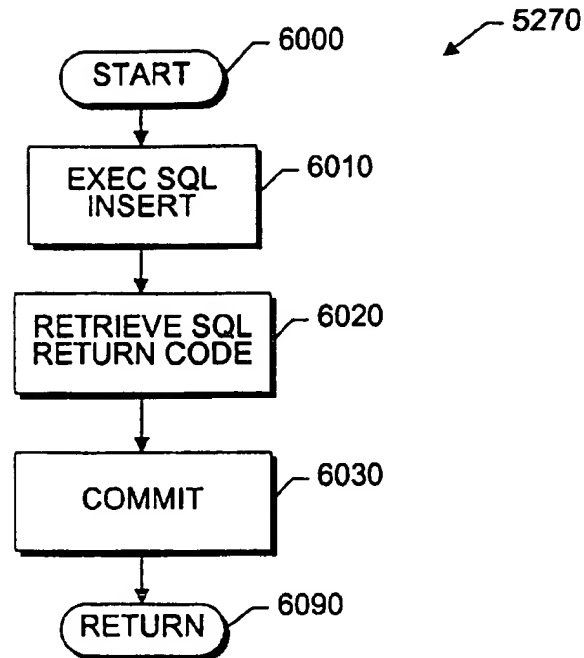 5270
START
6000
EXEC SQL
INSERT
6010
RETRIEVE SQL
RETURN CODE
6020
COMMIT
6030
RETURN
6090